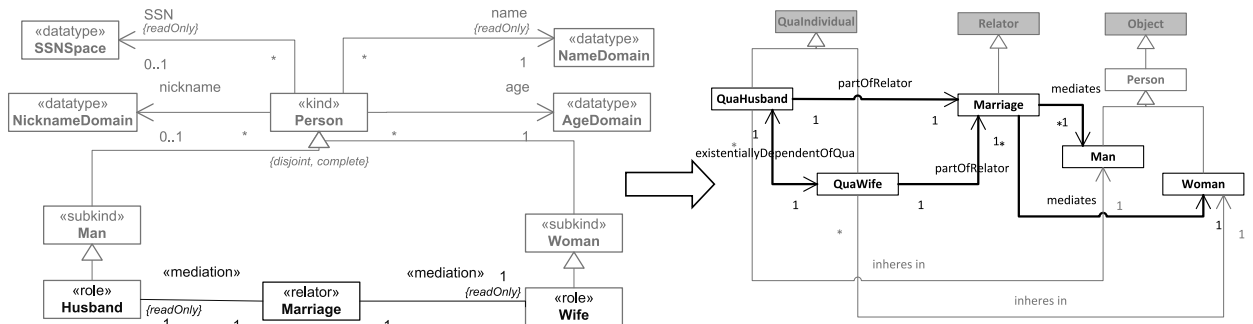 SSN
{readOnly}
«datatype»
SSNSpace
0..1
*
name
{readOnly}
*
1
«datatype»
NameDomain
nickname
«datatype»
NicknameDomain
0..1
*
«kind»
Person
age
*
1
«datatype»
AgeDomain
{disjoint, complete}
«subkind»
Man
«subkind»
Woman
«mediation»
«mediation»
1
«role»
Husband
{readOnly}
1
1
«relator»
Marriage
1
{readOnly}
«role»
Wife
QuaIndividual
Relator
Object
Person
QuaHusband
partOfRelator
Marriage
mediates
1
1
1
*1
*
existentiallyDependentOfQua
1*
Man
QuaWife
partOfRelator
Woman
1
1
mediates
1
1
1
*
inheres in
inheres in